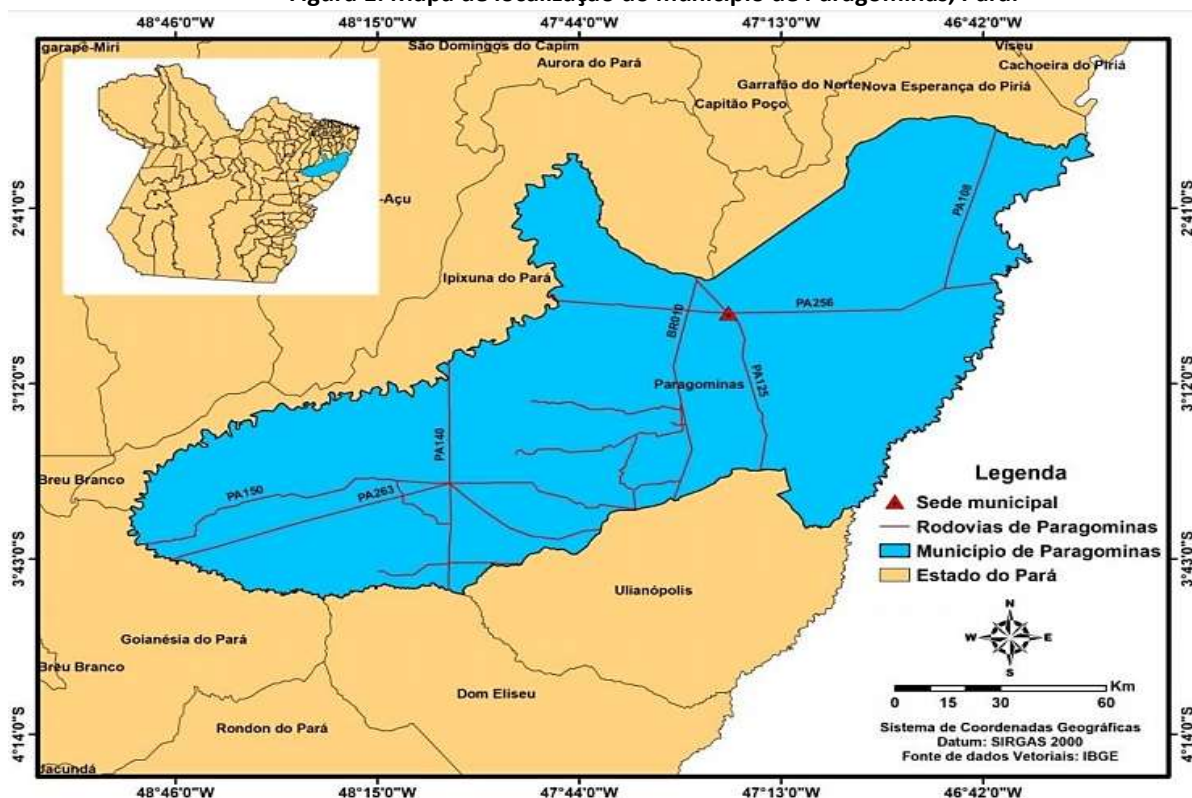 48°46'0"W 48°15'0"W 47°44'0"W 47°13'0"W 46°42'0"W
garapé-Miri
São Domingos do Capim
Aurora do Pará
Viseu
Cachoeira do Piriá
Garrafão do Norte
Nova Esperança do Piriá
Capitão Poço
-Açu
2°41'0"S
2°41'0"S
PA108
Ipixuna do Pará
PA256
BR010
3°12'0"S
Paragominas
PA125
3°12'0"S
PA140
Breu Branco
PA150
PA263
Legenda
Sede municipal
Rodovias de Paragominas
Município de Paragominas
Estado do Pará
3°43'0"S
3°43'0"S
Ulianópolis
N
W E
S
Goianésia do Pará
Breu Branco
Dom Eliseu
Km
0 15 30 60
Rondon do Pará
Sistema de Coordenadas Geográficas
Datum: SIRGAS 2000
Fonte de dados Vetoriais: IBGE
4°14'0"S
4°14'0"S
Jacundá
48°46'0"W 48°15'0"W 47°44'0"W 47°13'0"W 46°42'0"W